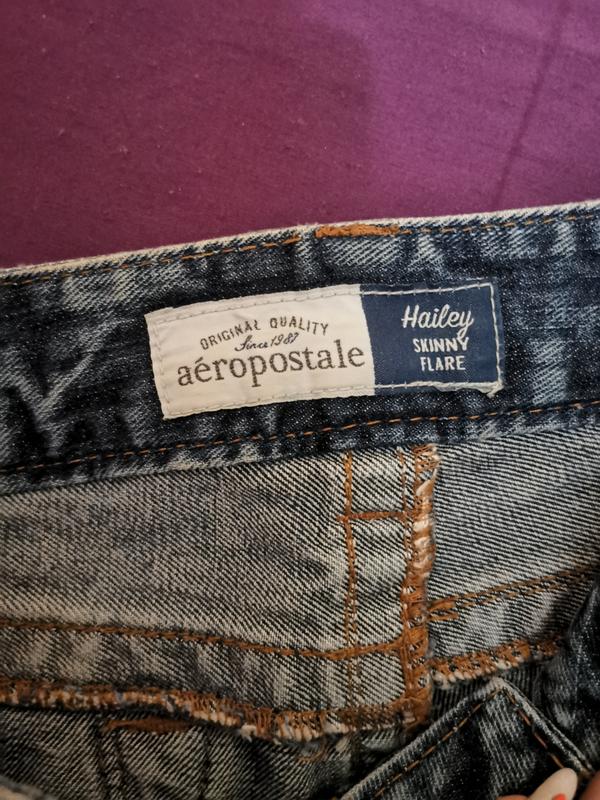 ORIGINAL QUALITY
Since 1987
aéropostale
Hailey
SKINNY
FLARE